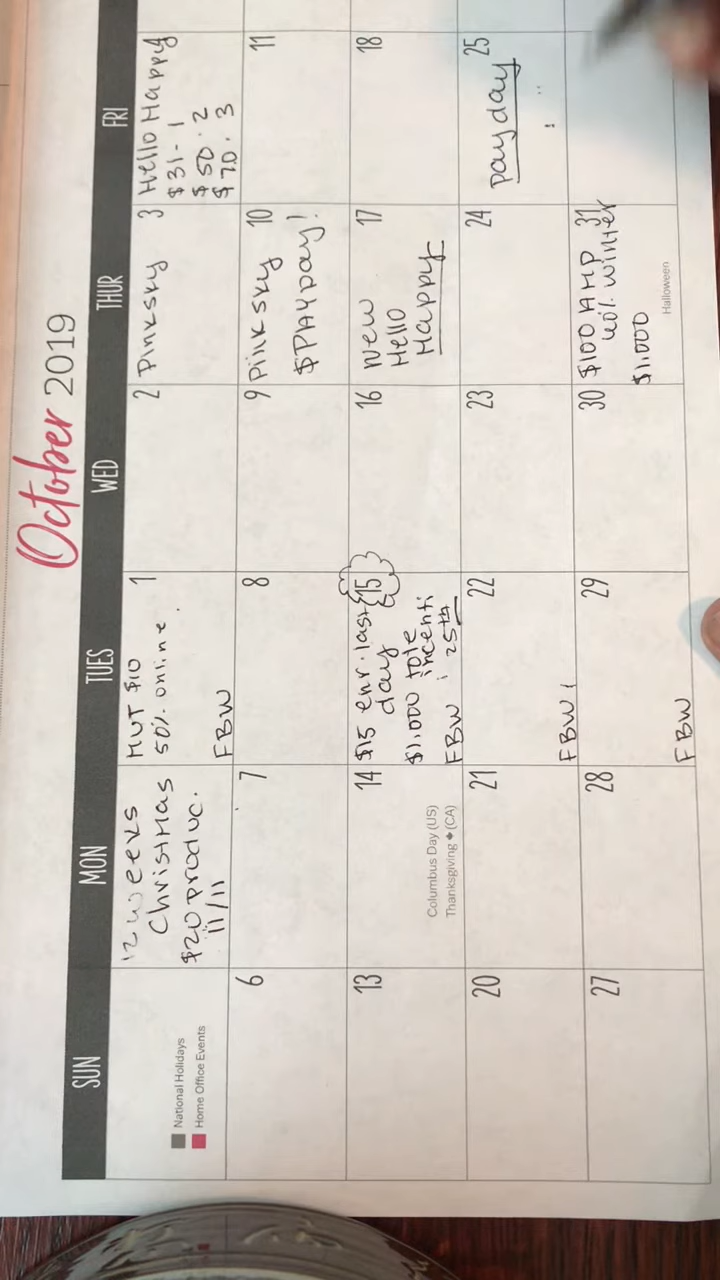 October 2019
SUN MON TUES WED THUR FRI
National Holidays
Home Office Events
12 weeks
Christmas
$20 produc.
11/11
1
HUT $10
50% online.
FBW
2
3
Pinksky
Hello Happy
$31 - 1
$50 . 2
$70 . 3
6
7
8
9
10
Pinksky
$PAYDay!
11
13
14
Columbus Day (US)
Thanksgiving (CA)
15
$15 enr. last
day
$1,000 tole
incenti
FBW ! 25th
16
17
New
Hello
Happy
18
20
21
22
FBW!
23
24
25
payday
27
28
29
FBW
30
31
$100 AHP
40% winter
$1,000
Halloween